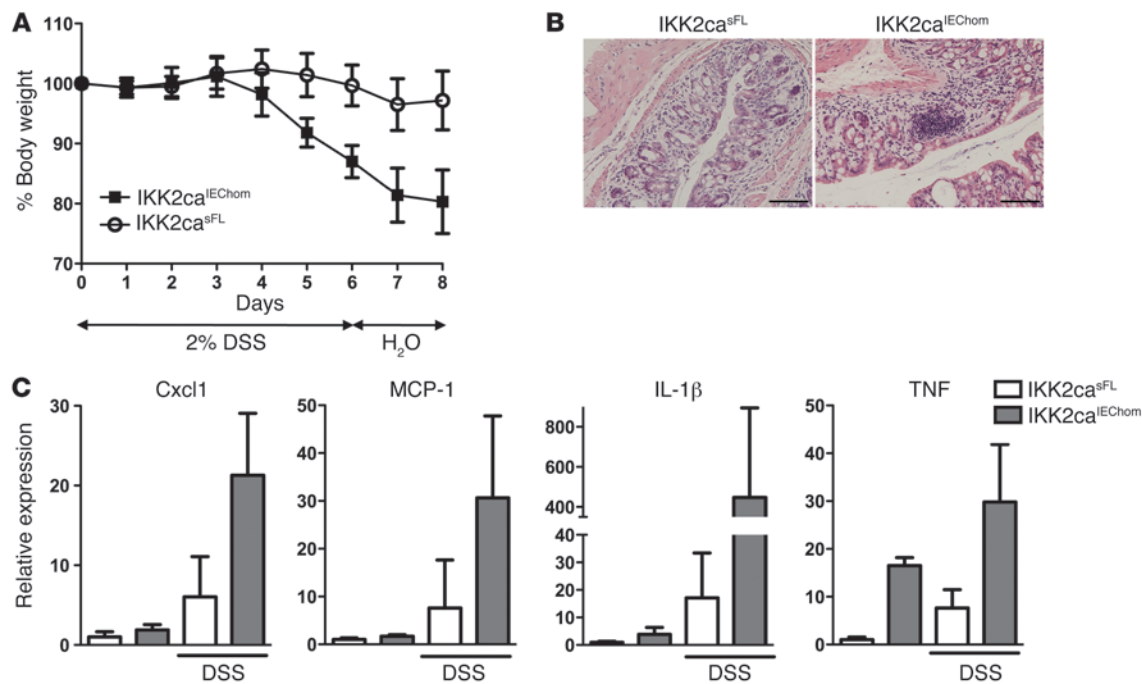 A
110
100
90
80
70
% Body weight
IKK2ca^IEChom
IKK2ca^sFL
0 1 2 3 4 5 6 7 8
Days
2% DSS H₂O
B
IKK2ca^sFL IKK2ca^IEChom
C
Relative expression
Cxcl1
30
20
10
0
DSS
MCP-1
50
40
30
20
10
0
DSS
IL-1β
800
600
400
40
30
20
10
0
DSS
TNF
50
40
30
20
10
0
DSS
IKK2ca^sFL
IKK2ca^IEChom